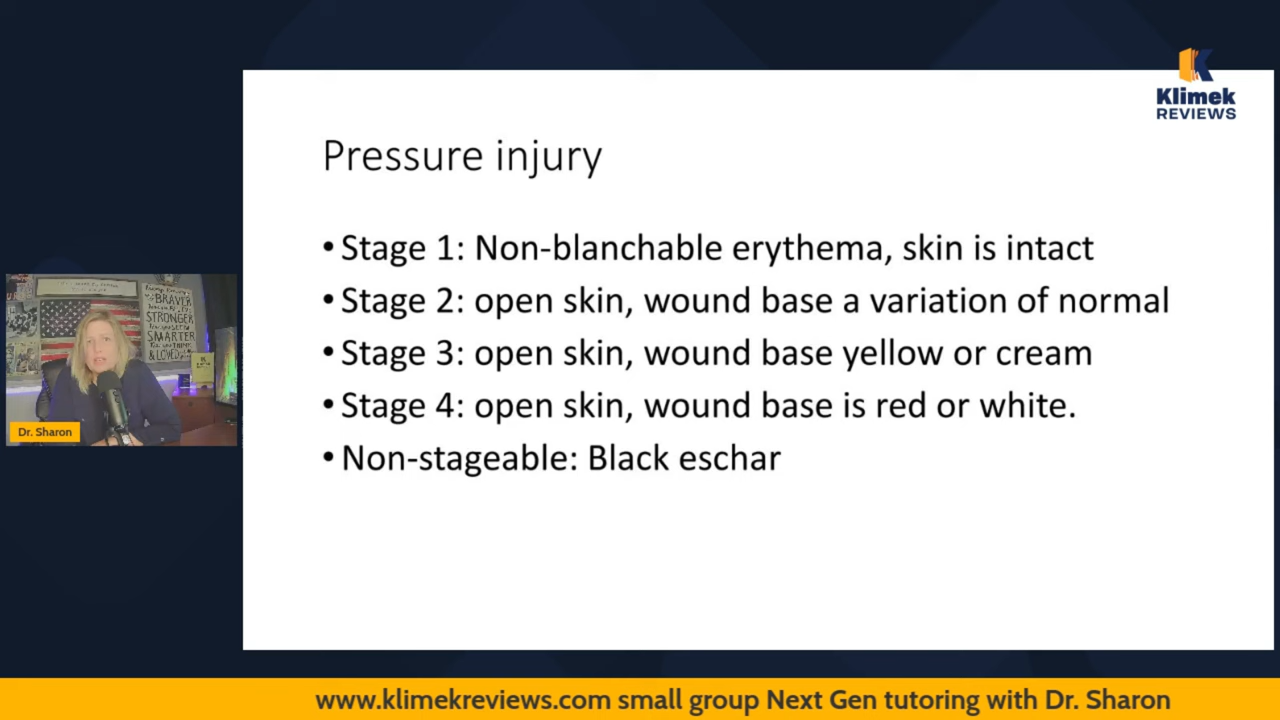 Klimek
REVIEWS
Pressure injury
• Stage 1: Non-blanchable erythema, skin is intact
• Stage 2: open skin, wound base a variation of normal
• Stage 3: open skin, wound base yellow or cream
• Stage 4: open skin, wound base is red or white.
• Non-stageable: Black eschar
BRAVER
STRONGER
SMARTER
& LOVED
Dr. Sharon
www.klimekreviews.com small group Next Gen tutoring with Dr. Sharon